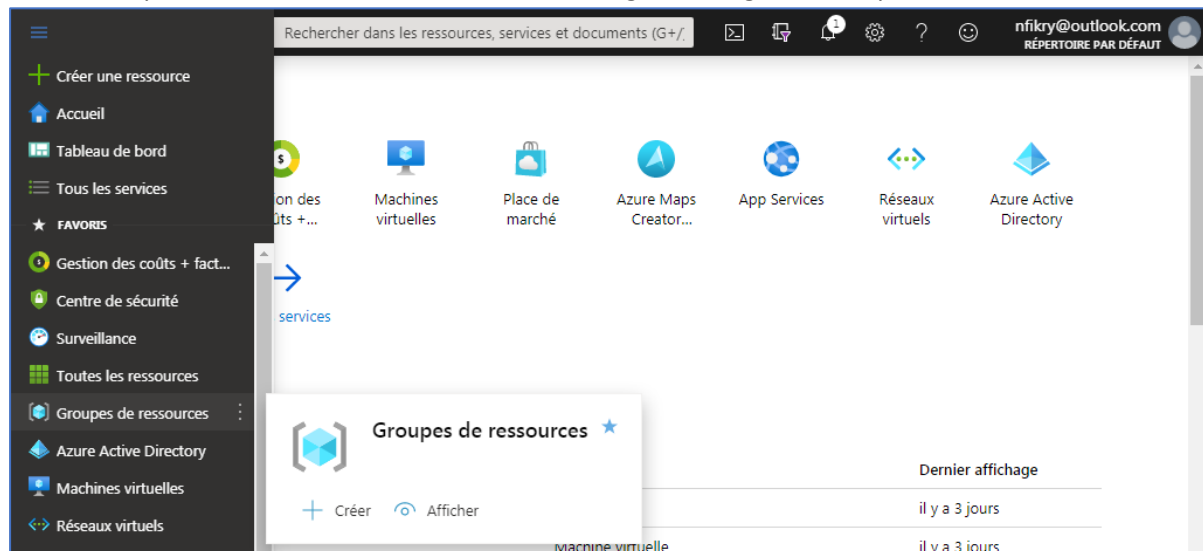 Rechercher dans les ressources, services et documents (G+/
1
nfikry@outlook.com
RÉPERTOIRE PAR DÉFAUT
Créer une ressource
Accueil
Tableau de bord
Tous les services
FAVORIS
Gestion des coûts + fact...
Centre de sécurité
Surveillance
Toutes les ressources
Groupes de ressources
Azure Active Directory
Machines virtuelles
Réseaux virtuels
ion des
ûts +...
Machines
virtuelles
Place de
marché
Azure Maps
Creator...
App Services
Réseaux
virtuels
Azure Active
Directory
services
Groupes de ressources
Créer
Afficher
Dernier affichage
il y a 3 jours
Machine virtuelle
il y a 3 jours